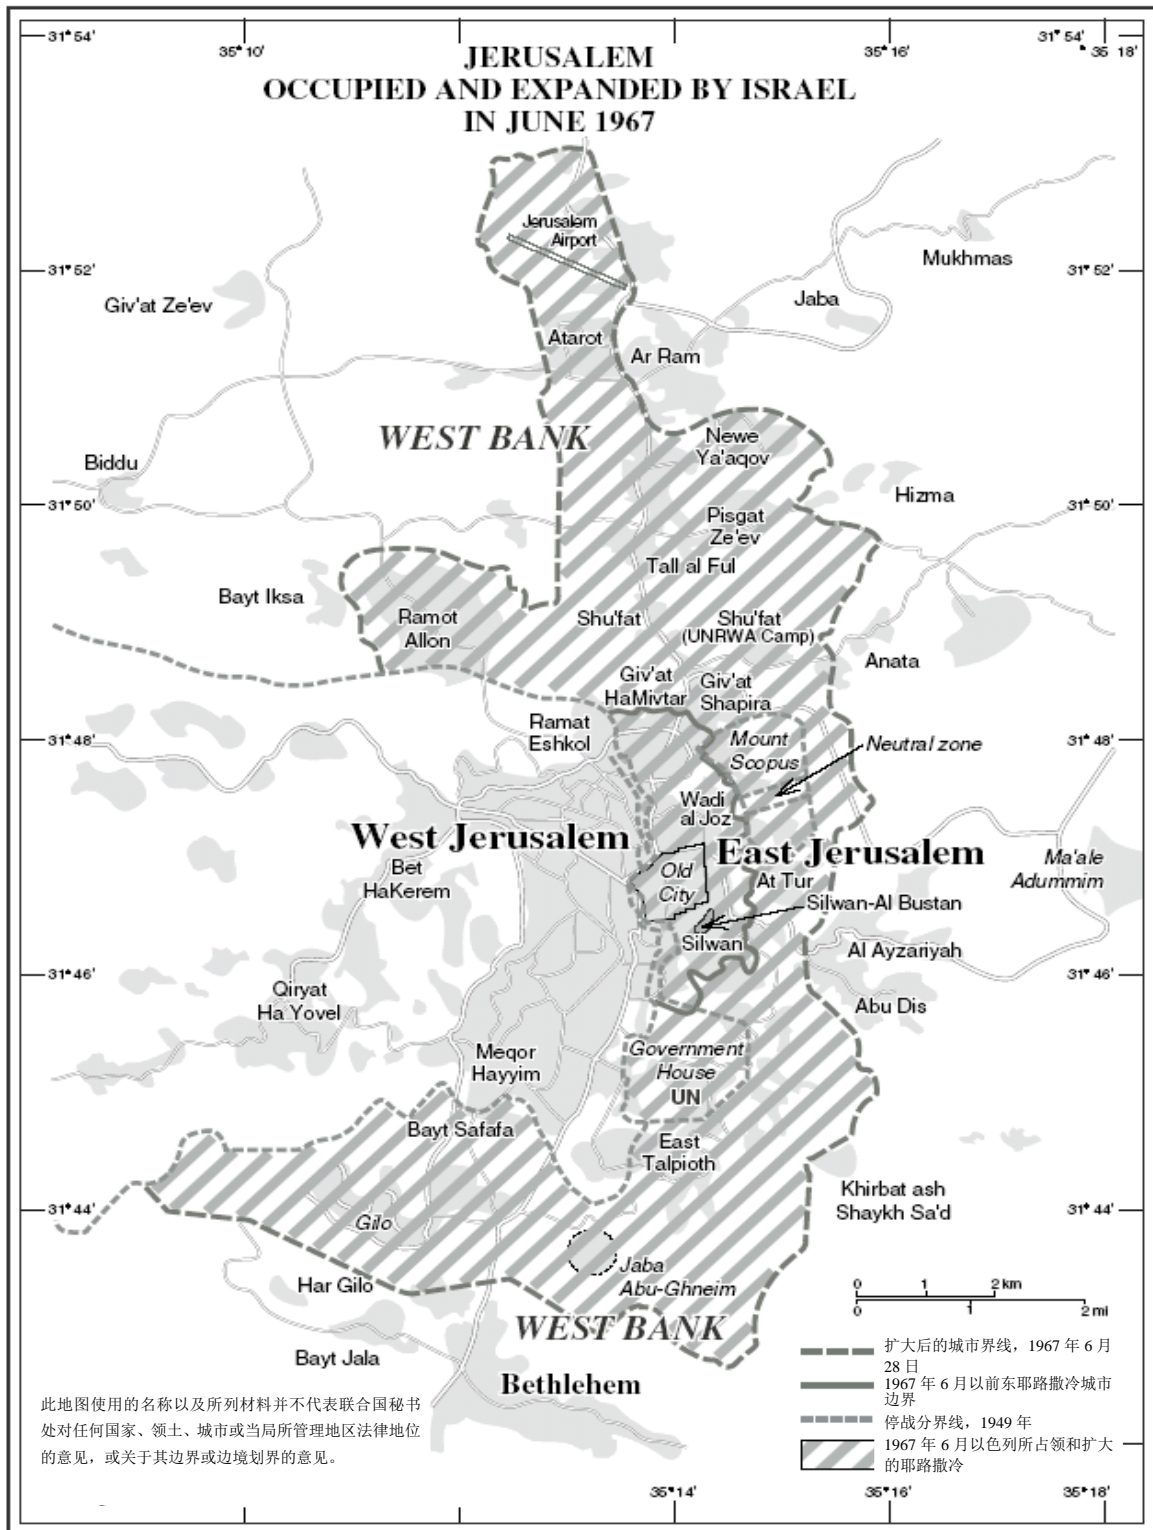 31° 54'
35° 10'
35° 16'
31° 54'
35° 18'
JERUSALEM
OCCUPIED AND EXPANDED BY ISRAEL
IN JUNE 1967
Jerusalem
Airport
Mukhmas
31° 52'
31° 52'
Giv'at Ze'ev
Jaba
Atarot
Ar Ram
WEST BANK
Newe
Ya'aqov
Biddu
Hizma
31° 50'
31° 50'
Pisgat
Ze'ev
Tall al Ful
Bayt Iksa
Ramot
Allon
Shu'fat
Shu'fat
(UNRWA Camp)
Anata
Giv'at
HaMivtar
Giv'at
Shapira
Ramat
Eshkol
31° 48'
Mount
Scopus
Neutral zone
31° 48'
Wadi
al Joz
West Jerusalem
East Jerusalem
Bet
HaKerem
Old
City
At Tur
Ma'ale
Adummim
Silwan-Al Bustan
Silwan
Al Ayzariyah
31° 46'
31° 46'
Qiryat
Ha Yovel
Abu Dis
Meqor
Hayyim
Government
House
UN
Bayt Safafa
East
Talpioth
Khirbat ash
Shaykh Sa'd
31° 44'
31° 44'
Gilo
Jaba
Abu-Ghneim
Har Gilo
0 1 2 km
0 1 2 mi
WEST BANK
Bayt Jala
Bethlehem
扩大后的城市界线，1967 年 6 月
28 日
1967 年 6 月以前东耶路撒冷城市
边界
停战分界线，1949 年
1967 年 6 月以色列所占领和扩大
的耶路撒冷
此地图使用的名称以及所列材料并不代表联合国秘书
处对任何国家、领土、城市或当局所管理地区法律地位
的意见，或关于其边界或边境划界的意见。
35° 14'
35° 16'
35° 18'